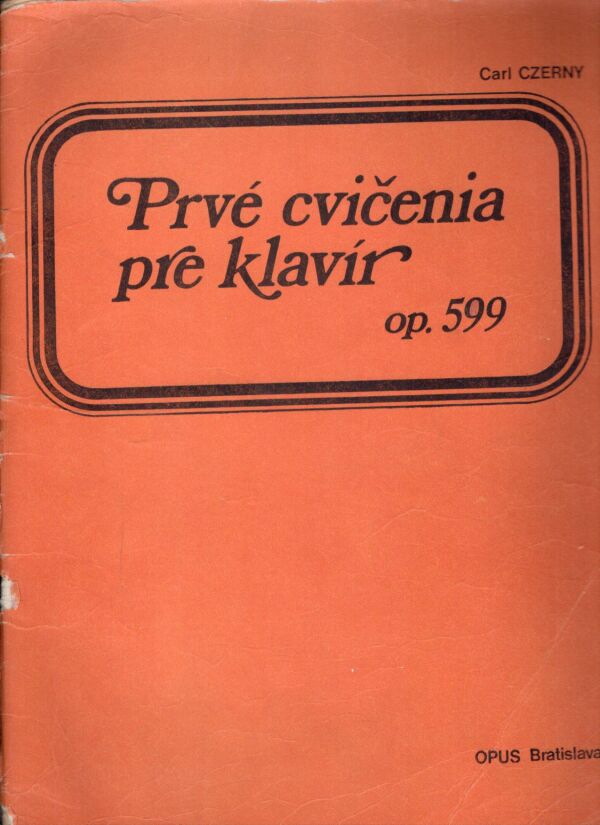 Carl CZERNY
Prvé cvičenia
pre klavír
op. 599
OPUS Bratislava